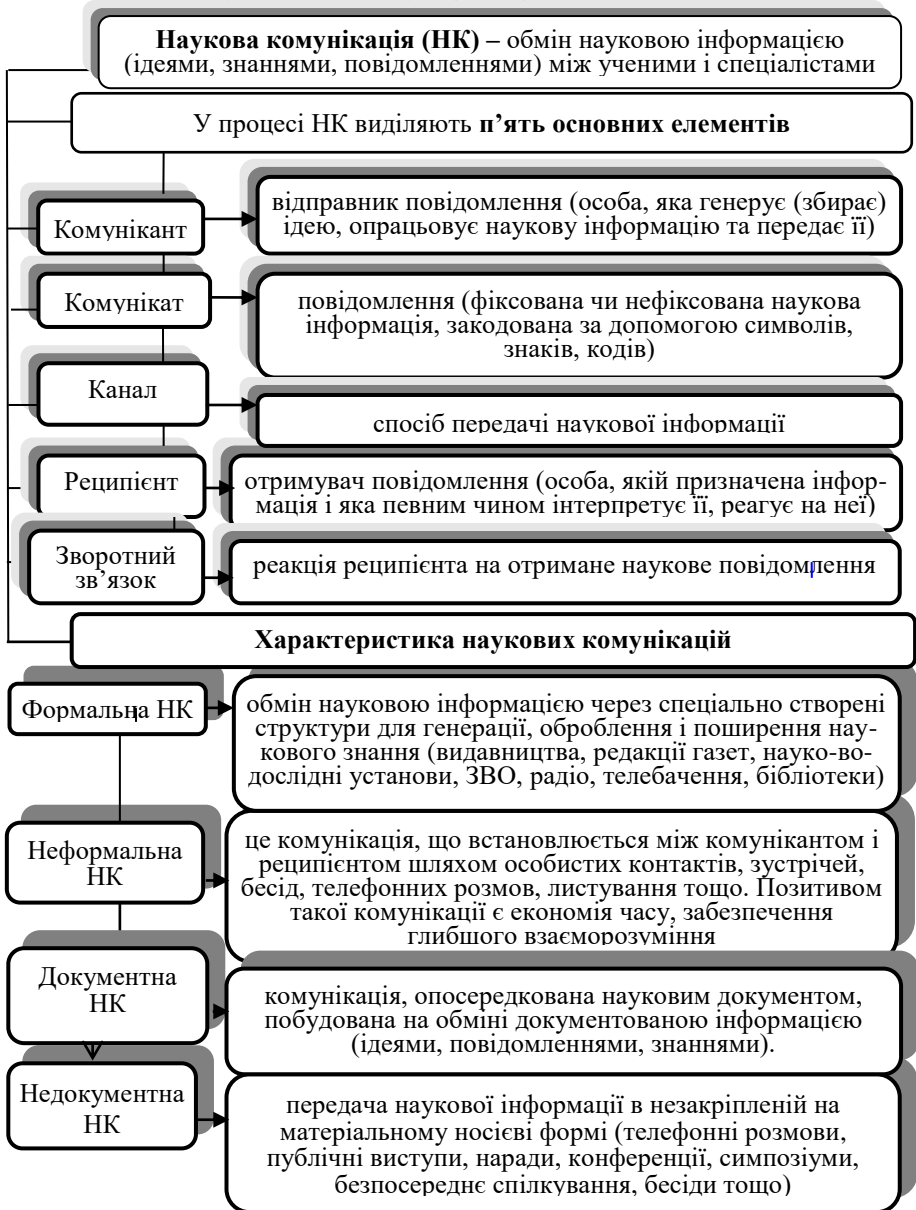 Наукова комунікація (НК) – обмін науковою інформацією
(ідеями, знаннями, повідомленнями) між ученими і спеціалістами
У процесі НК виділяють п’ять основних елементів
Комунікант
відправник повідомлення (особа, яка генерує (збирає)
ідею, опрацьовує наукову інформацію та передає її)
Комунікат
повідомлення (фіксована чи нефіксована наукова
інформація, закодована за допомогою символів,
знаків, кодів)
Канал
спосіб передачі наукової інформації
Реципієнт
отримувач повідомлення (особа, якій призначена інфор-
мація і яка певним чином інтерпретує її, реагує на неї)
Зворотний
зв’язок
реакція реципієнта на отримане наукове повідомлення
Характеристика наукових комунікацій
Формальна НК
обмін науковою інформацією через спеціально створені
структури для генерації, оброблення і поширення нау-
кового знання (видавництва, редакції газет, науко-во-
дослідні установи, ЗВО, радіо, телебачення, бібліотеки)
Неформальна
НК
це комунікація, що встановлюється між комунікантом і
реципієнтом шляхом особистих контактів, зустрічей,
бесід, телефонних розмов, листування тощо. Позитивом
такої комунікації є економія часу, забезпечення
глибшого взаєморозуміння
Документна
НК
комунікація, опосередкована науковим документом,
побудована на обміні документованою інформацією
(ідеями, повідомленнями, знаннями).
Недокументна
НК
передача наукової інформації в незакріпленій на
матеріальному носієві формі (телефонні розмови,
публічні виступи, наради, конференції, симпозіуми,
безпосереднє спілкування, бесіди тощо)